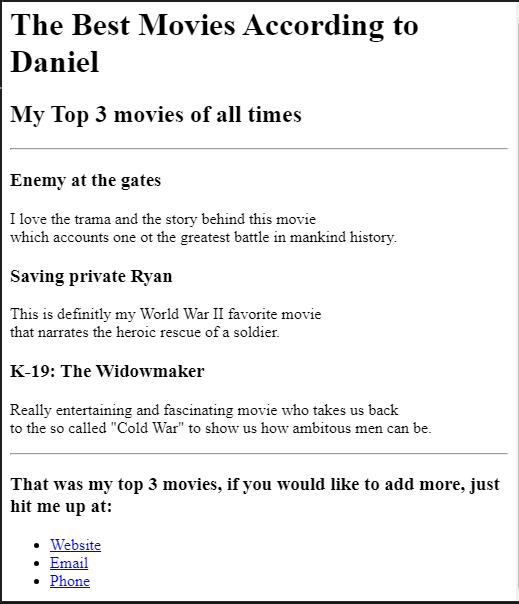 The Best Movies According to
Daniel
My Top 3 movies of all times
Enemy at the gates
I love the trama and the story behind this movie
which accounts one ot the greatest battle in mankind history.
Saving private Ryan
This is definitly my World War II favorite movie
that narrates the heroic rescue of a soldier.
K-19: The Widowmaker
Really entertaining and fascinating movie who takes us back
to the so called "Cold War" to show us how ambitous men can be.
That was my top 3 movies, if you would like to add more, just
hit me up at:
Website
Email
Phone